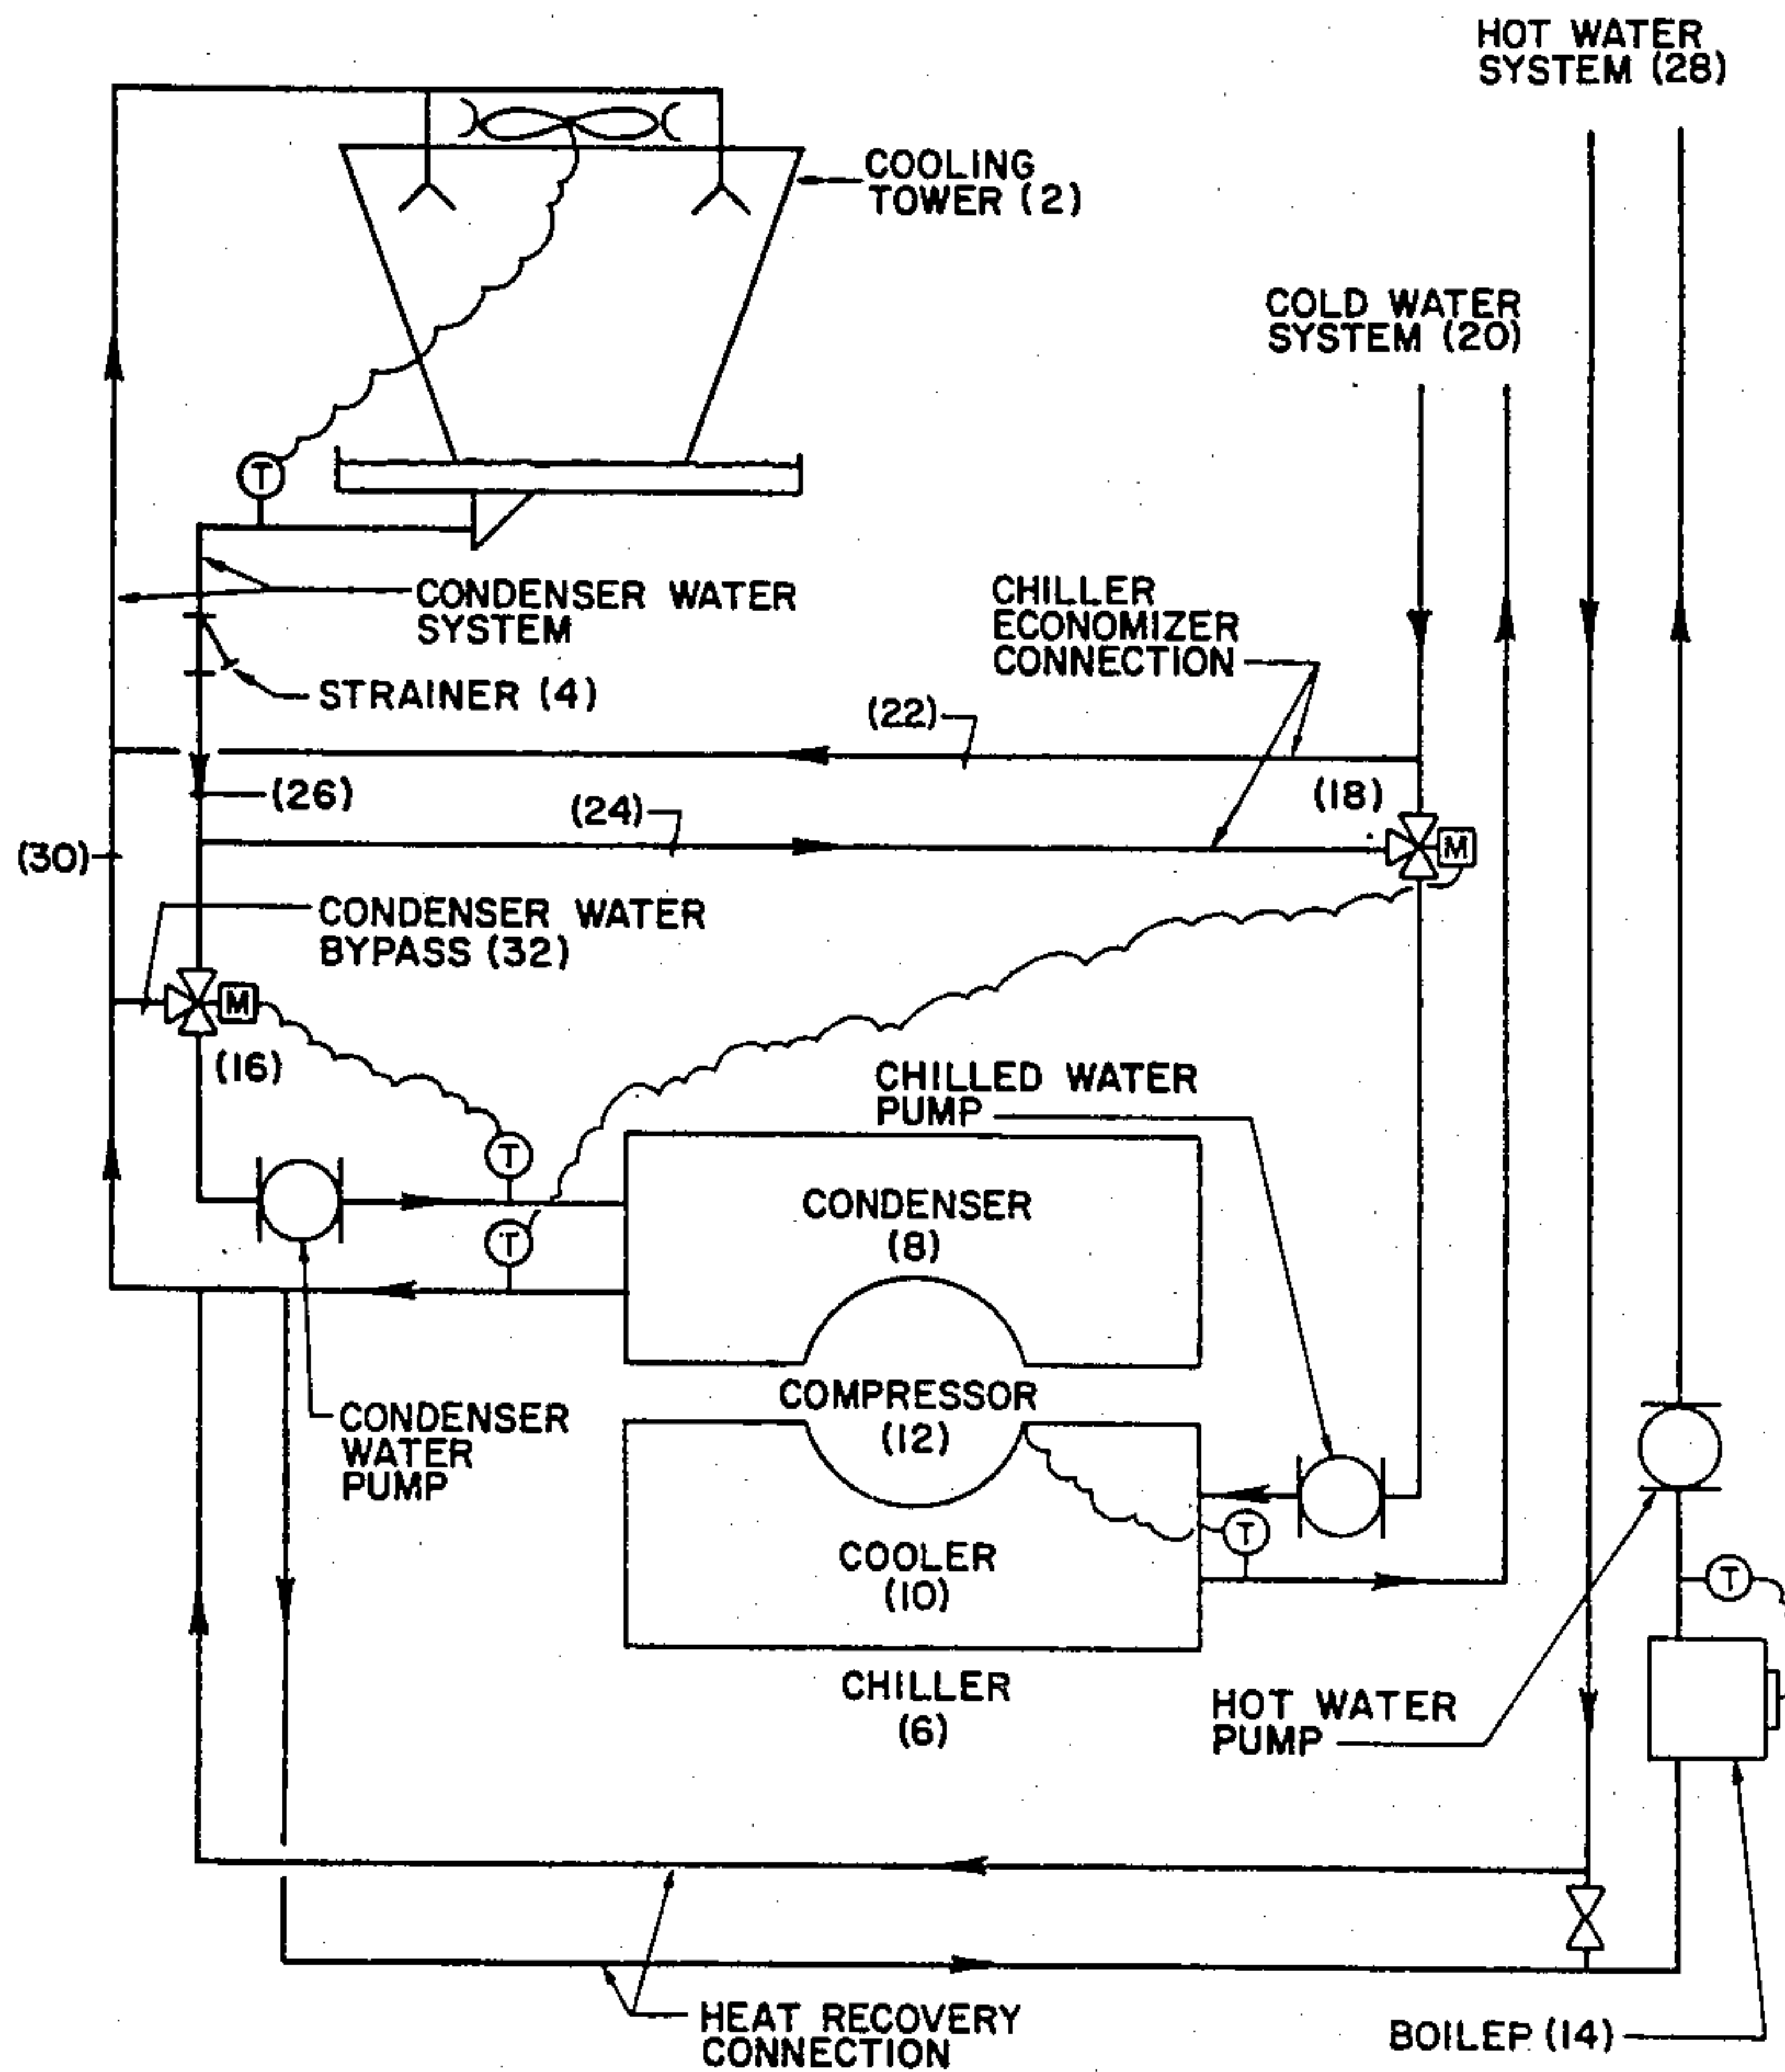 HOT WATER
SYSTEM (28)
COOLING
TOWER (2)
COLD WATER
SYSTEM (20)
T
CONDENSER WATER
SYSTEM
CHILLER
ECONOMIZER
CONNECTION
STRAINER (4)
(22)
(26)
(18)
(24)
(30)
M
CONDENSER WATER
BYPASS (32)
M
(16)
CHILLED WATER
PUMP
T
CONDENSER
(8)
T
COMPRESSOR
(12)
CONDENSER
WATER
PUMP
T
COOLER
(10)
T
CHILLER
(6)
HOT WATER
PUMP
HEAT RECOVERY
CONNECTION
BOILEP (14)